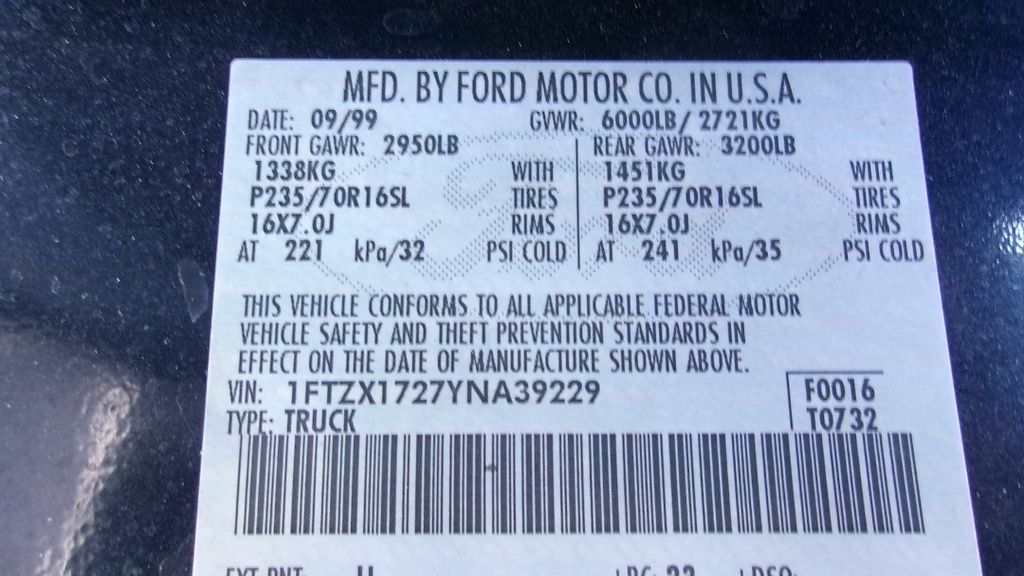 MFD. BY FORD MOTOR CO. IN U.S.A.
DATE: 09/99 GVWR: 6000LB/ 2721KG
FRONT GAWR: 2950LB REAR GAWR: 3200LB
1338KG WITH 1451KG WITH
P235/70R16SL TIRES P235/70R16SL TIRES
16X7.0J RIMS 16X7.0J RIMS
AT 221 kPa/32 PSI COLD AT 241 kPa/35 PSI COLD
THIS VEHICLE CONFORMS TO ALL APPLICABLE FEDERAL MOTOR
VEHICLE SAFETY AND THEFT PREVENTION STANDARDS IN
EFFECT ON THE DATE OF MANUFACTURE SHOWN ABOVE.
VIN: 1FTZX1727YNA39229 F0016
TYPE: TRUCK T0732
EXT PNT: